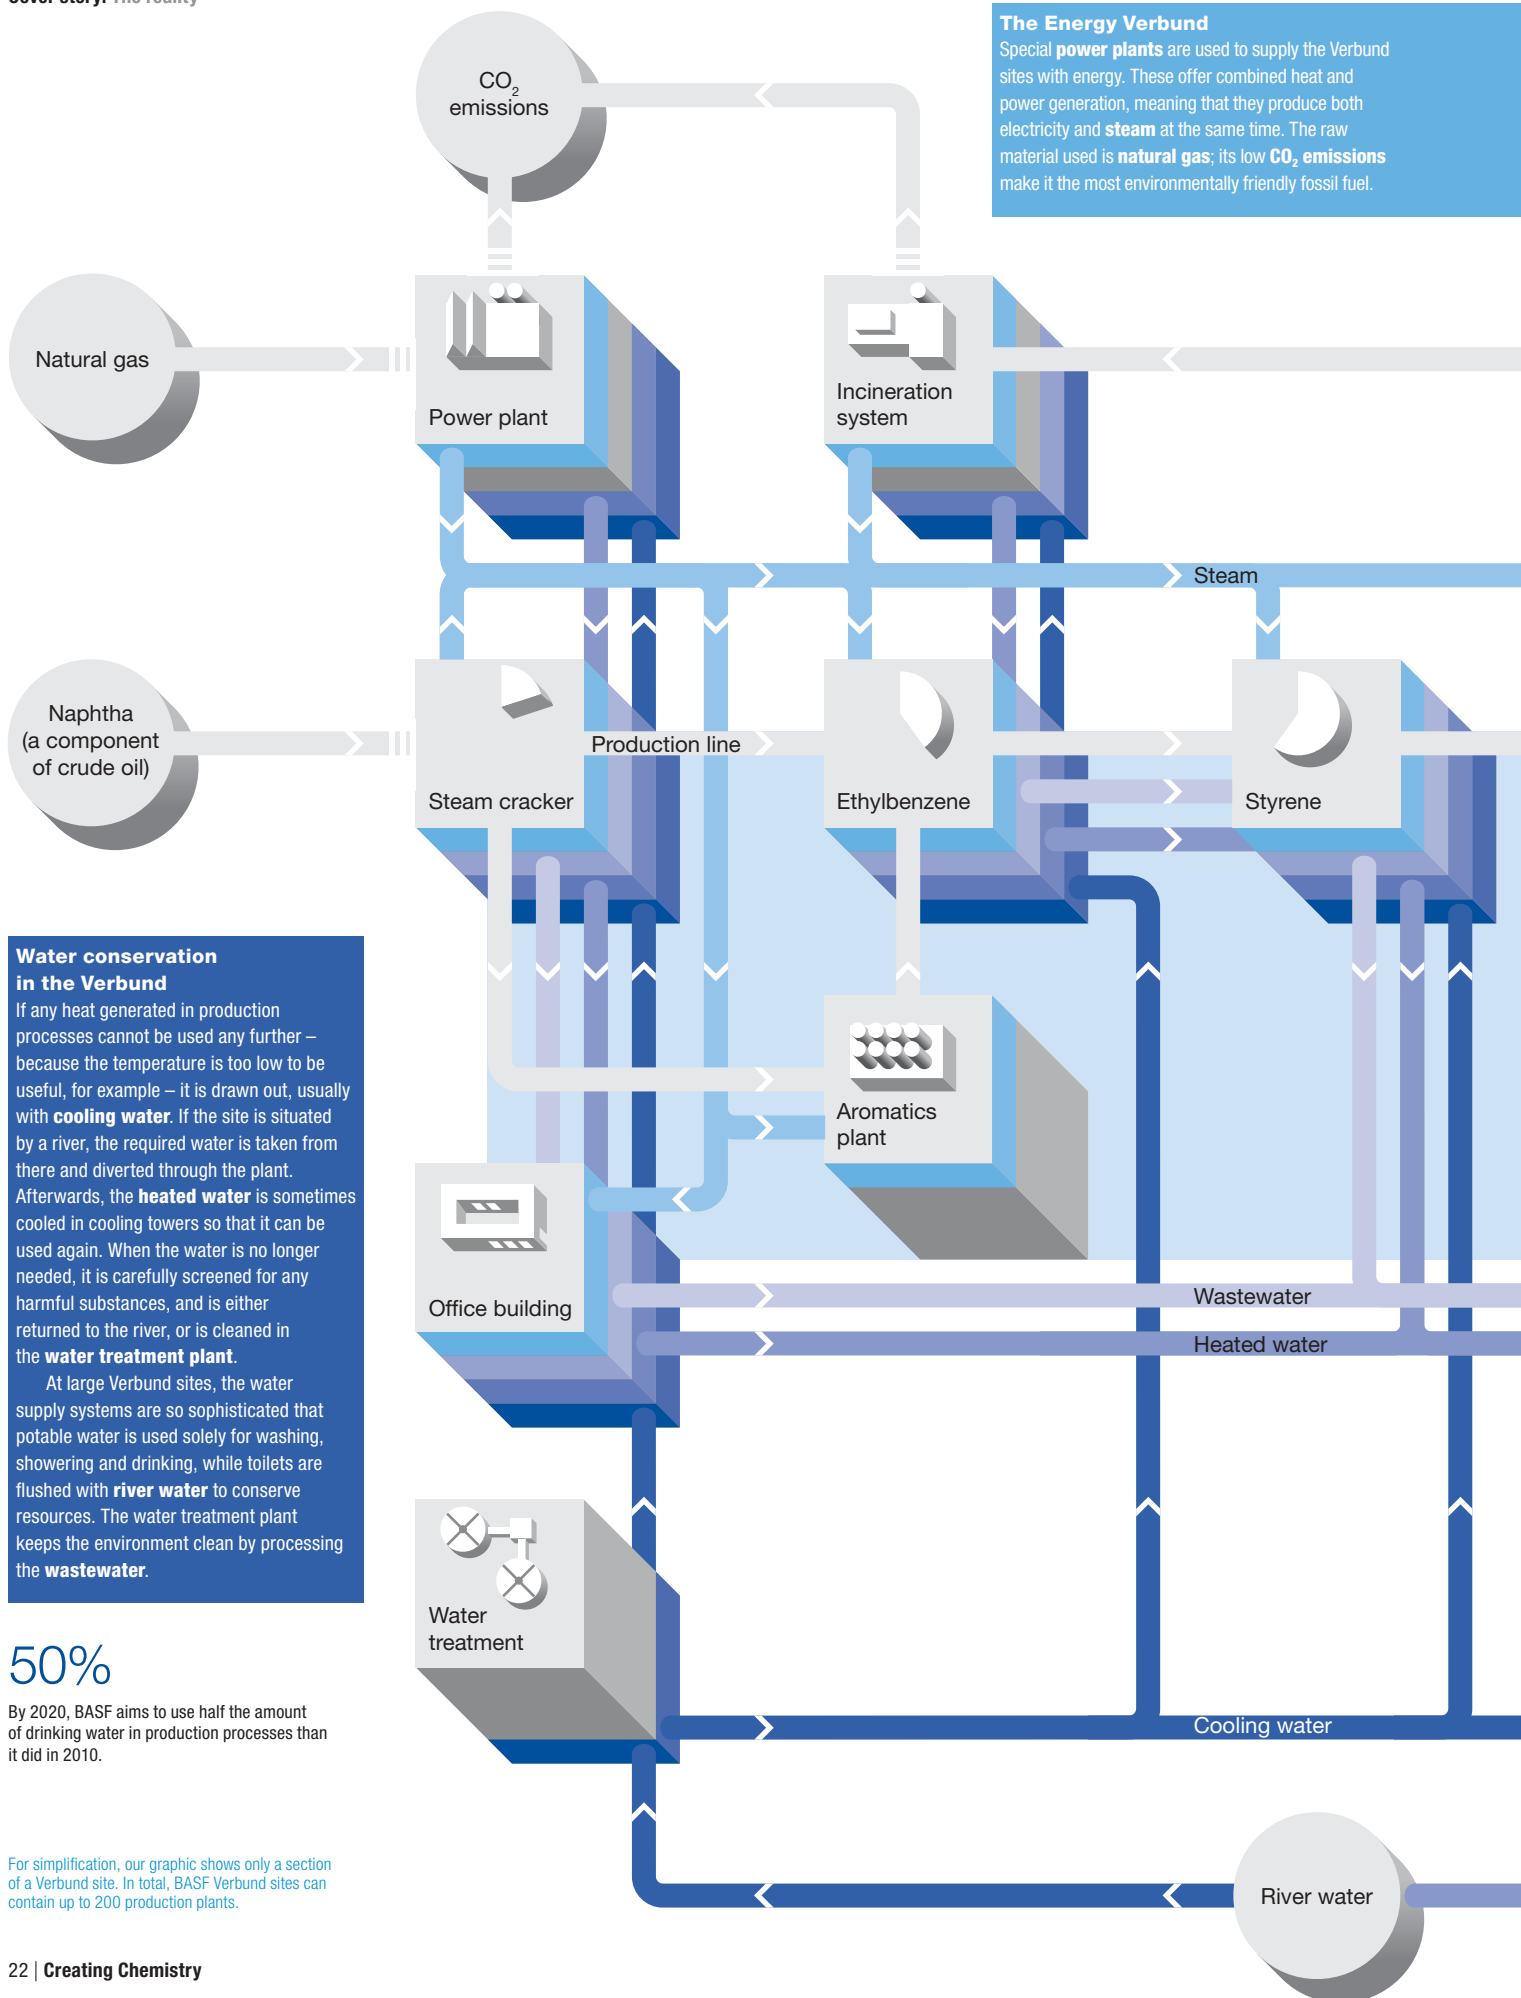 Cover story: The reality
The Energy Verbund
Special power plants are used to supply the Verbund
sites with energy. These offer combined heat and
power generation, meaning that they produce both
electricity and steam at the same time. The raw
material used is natural gas; its low CO₂ emissions
make it the most environmentally friendly fossil fuel.
CO₂
emissions
Natural gas
Power plant
Incineration
system
Steam
Naphtha
(a component
of crude oil)
Production line
Steam cracker
Ethylbenzene
Styrene
Water conservation
in the Verbund
If any heat generated in production
processes cannot be used any further –
because the temperature is too low to be
useful, for example – it is drawn out, usually
with cooling water. If the site is situated
by a river, the required water is taken from
there and diverted through the plant.
Afterwards, the heated water is sometimes
cooled in cooling towers so that it can be
used again. When the water is no longer
needed, it is carefully screened for any
harmful substances, and is either
returned to the river, or is cleaned in
the water treatment plant.
At large Verbund sites, the water
supply systems are so sophisticated that
potable water is used solely for washing,
showering and drinking, while toilets are
flushed with river water to conserve
resources. The water treatment plant
keeps the environment clean by processing
the wastewater.
Aromatics
plant
Office building
Wastewater
Heated water
Water
treatment
Cooling water
River water
50%
By 2020, BASF aims to use half the amount
of drinking water in production processes than
it did in 2010.
For simplification, our graphic shows only a section
of a Verbund site. In total, BASF Verbund sites can
contain up to 200 production plants.
22 | Creating Chemistry